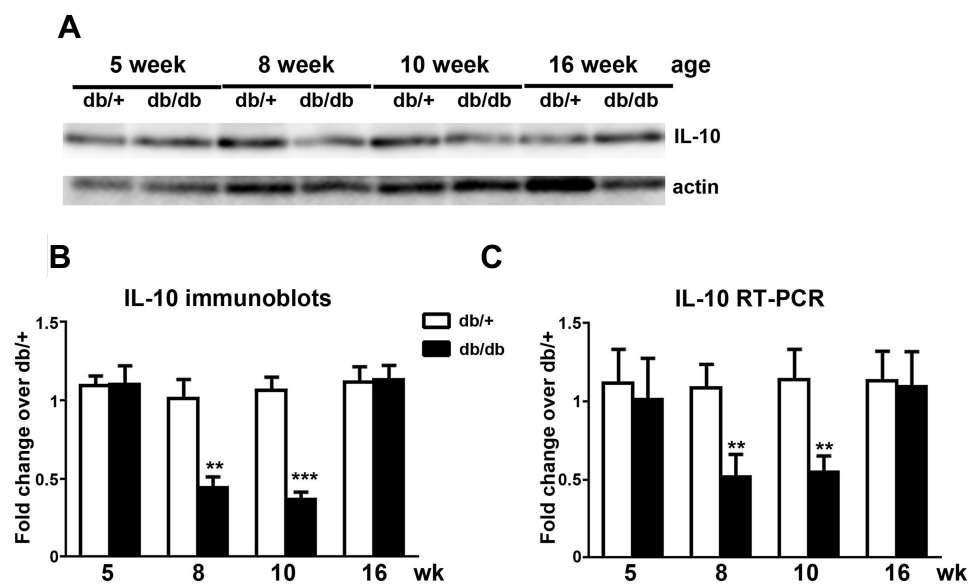 A
5 week 8 week 10 week 16 week age
db/+ db/db db/+ db/db db/+ db/db db/+ db/db
IL-10
actin
B
IL-10 immunoblots
Fold change over db/+
1.5
1
0.5
0
**
***
5 8 10 16 wk
db/+
db/db
C
IL-10 RT-PCR
Fold change over db/+
1.5
1
0.5
0
**
**
5 8 10 16 wk